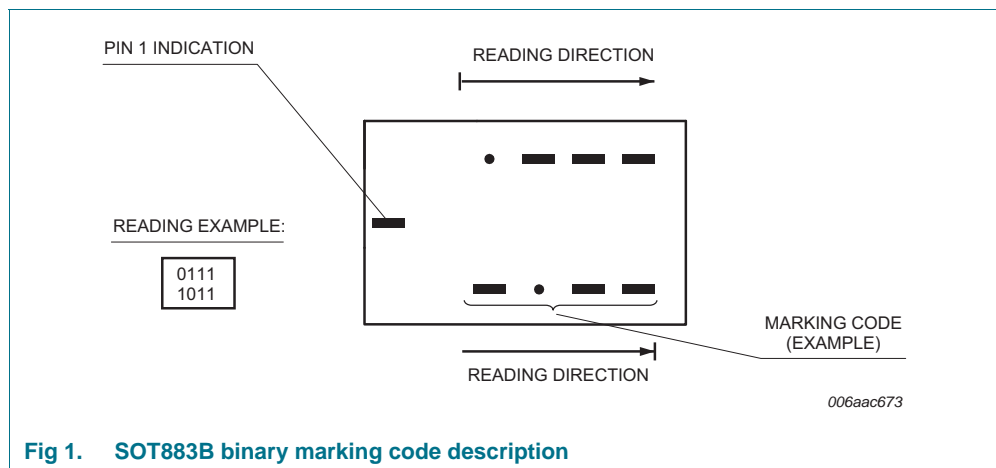 PIN 1 INDICATION
READING DIRECTION
READING EXAMPLE:
0111
1011
MARKING CODE
(EXAMPLE)
READING DIRECTION
006aac673
Fig 1. SOT883B binary marking code description